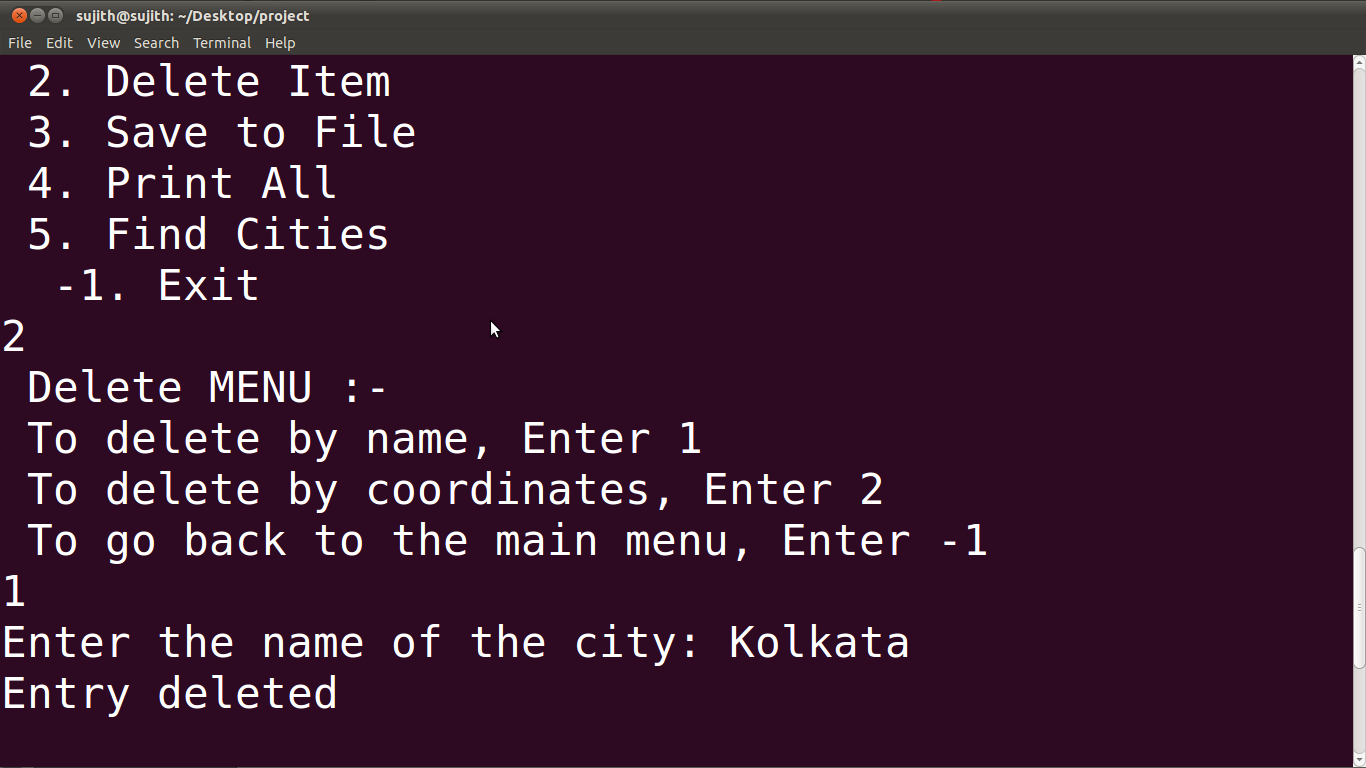 sujith@sujith: ~/Desktop/project
File Edit View Search Terminal Help
2. Delete Item
3. Save to File
4. Print All
5. Find Cities
-1. Exit
2
Delete MENU :-
To delete by name, Enter 1
To delete by coordinates, Enter 2
To go back to the main menu, Enter -1
1
Enter the name of the city: Kolkata
Entry deleted